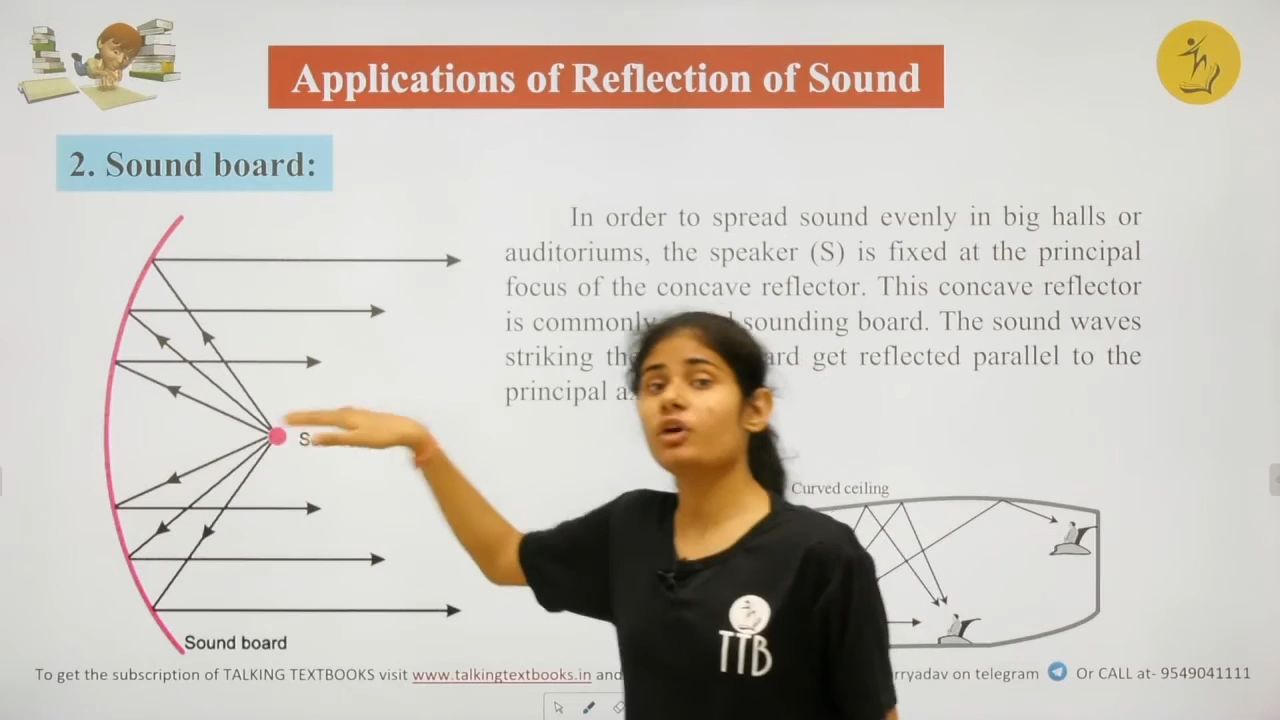 Applications of Reflection of Sound
2. Sound board:
In order to spread sound evenly in big halls or
auditoriums, the speaker (S) is fixed at the principal
focus of the concave reflector. This concave reflector
is commonly sounding board. The sound waves
striking get reflected parallel to the
principal
Sound board
Curved ceiling
TTB
To get the subscription of TALKING TEXTBOOKS visit www.talkingtextbooks.in and on telegram Or CALL at- 9549041111